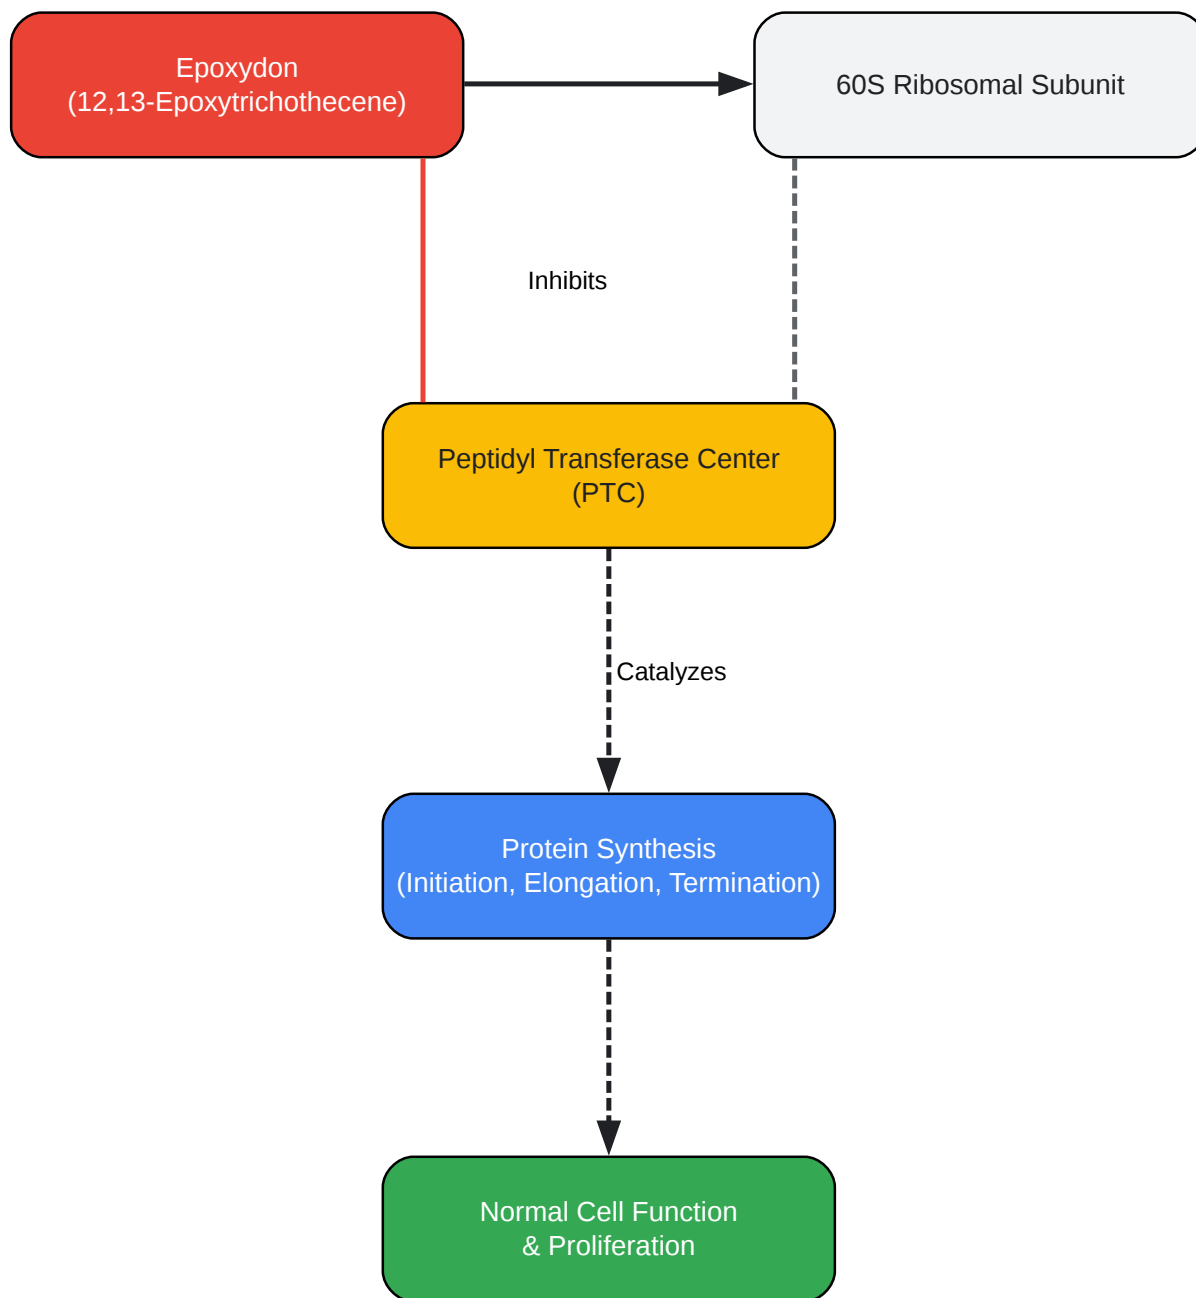 Epoxydon
(12,13-Epoxytrichothecene)
60S Ribosomal Subunit
Inhibits
Peptidyl Transferase Center
(PTC)
Catalyzes
Protein Synthesis
(Initiation, Elongation, Termination)
Normal Cell Function
& Proliferation